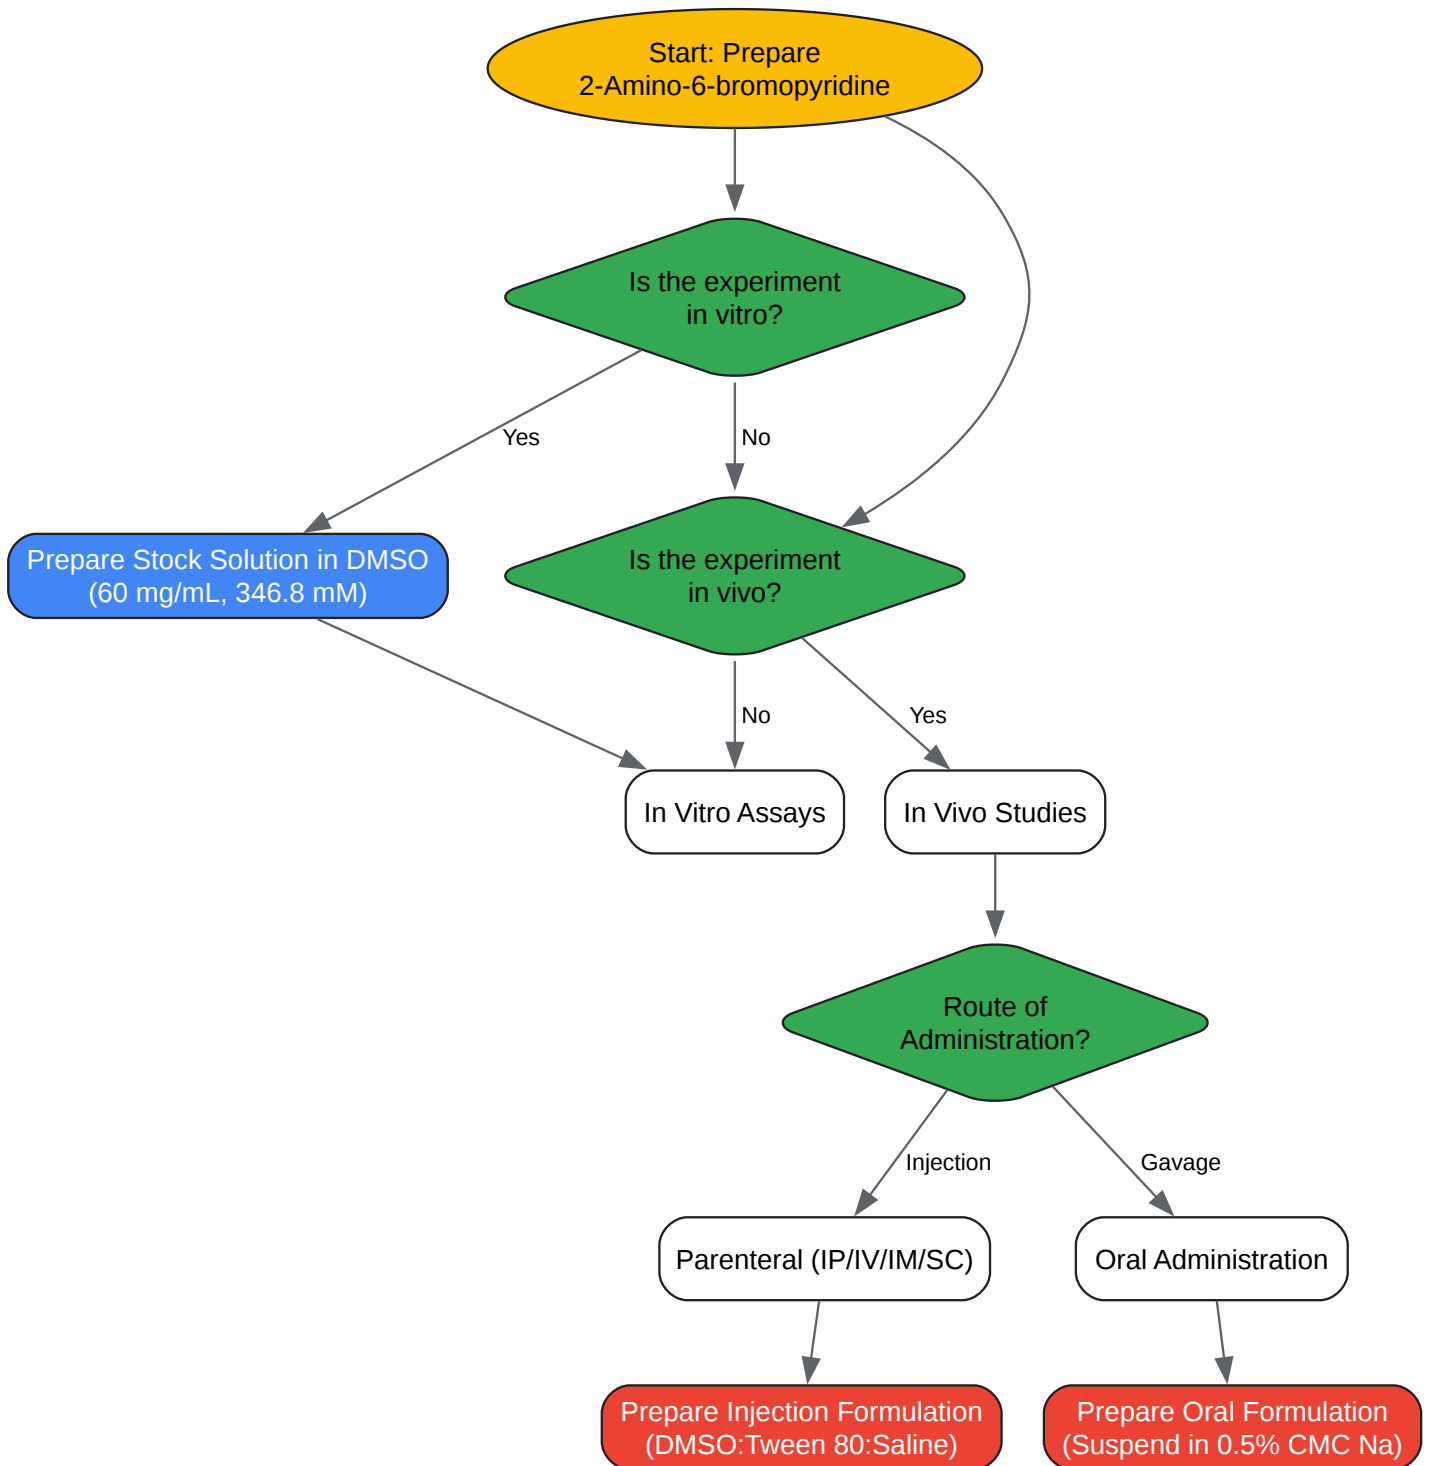 Start: Prepare
2-Amino-6-bromopyridine
Is the experiment
in vitro?
Yes
No
Prepare Stock Solution in DMSO
(60 mg/mL, 346.8 mM)
Is the experiment
in vivo?
No
Yes
In Vitro Assays
In Vivo Studies
Route of
Administration?
Injection
Gavage
Parenteral (IP/IV/IM/SC)
Oral Administration
Prepare Injection Formulation
(DMSO:Tween 80:Saline)
Prepare Oral Formulation
(Suspend in 0.5% CMC Na)